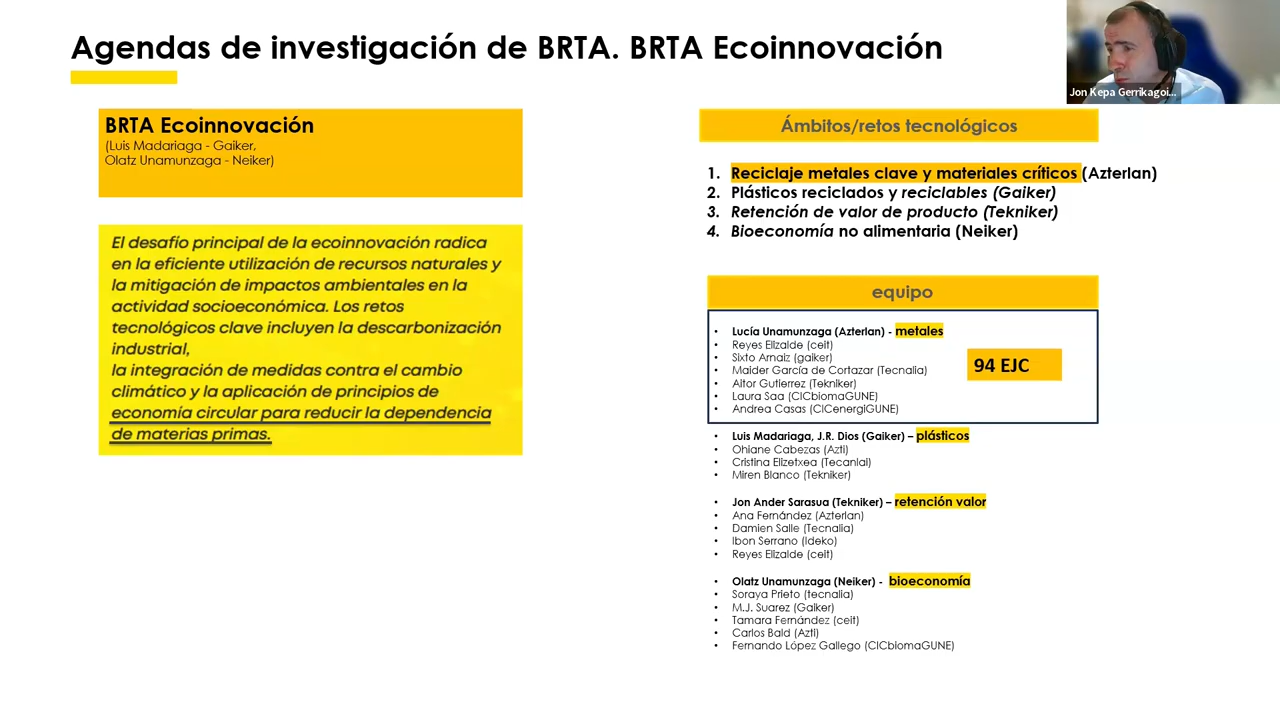 Agendas de investigación de BRTA. BRTA Ecoinnovación
Jon Kepa Gerrikagoi...
BRTA Ecoinnovación
(Luis Madariaga - Gaiker,
Olatz Unamunzaga - Neiker)
El desafío principal de la ecoinnovación radica
en la eficiente utilización de recursos naturales y
la mitigación de impactos ambientales en la
actividad socioeconómica. Los retos
tecnológicos clave incluyen la descarbonización
industrial,
la integración de medidas contra el cambio
climático y la aplicación de principios de
economía circular para reducir la dependencia
de materias primas.
Ámbitos/retos tecnológicos
1. Reciclaje metales clave y materiales críticos (Azterlan)
2. Plásticos reciclados y reciclables (Gaiker)
3. Retención de valor de producto (Tekniker)
4. Bioeconomía no alimentaria (Neiker)
equipo
• Lucía Unamunzaga (Azterlan) - metales
• Reyes Elizalde (ceit)
• Sixto Arnaiz (gaiker)
• Maider García de Cortazar (Tecnalia)
• Aitor Gutierrez (Tekniker)
• Laura Saa (CICbiomaGUNE)
• Andrea Casas (CICenergiGUNE)
94 EJC
• Luis Madariaga, J.R. Dios (Gaiker) – plásticos
• Ohiane Cabezas (Azti)
• Cristina Elizetxea (Tecanlai)
• Miren Blanco (Tekniker)
• Jon Ander Sarasua (Tekniker) – retención valor
• Ana Fernández (Azterlan)
• Damien Salle (Tecnalia)
• Ibon Serrano (Ideko)
• Reyes Elizalde (ceit)
• Olatz Unamunzaga (Neiker) - bioeconomía
• Soraya Prieto (tecnalia)
• M.J. Suarez (Gaiker)
• Tamara Fernández (ceit)
• Carlos Bald (Azti)
• Fernando López Gallego (CICbiomaGUNE)